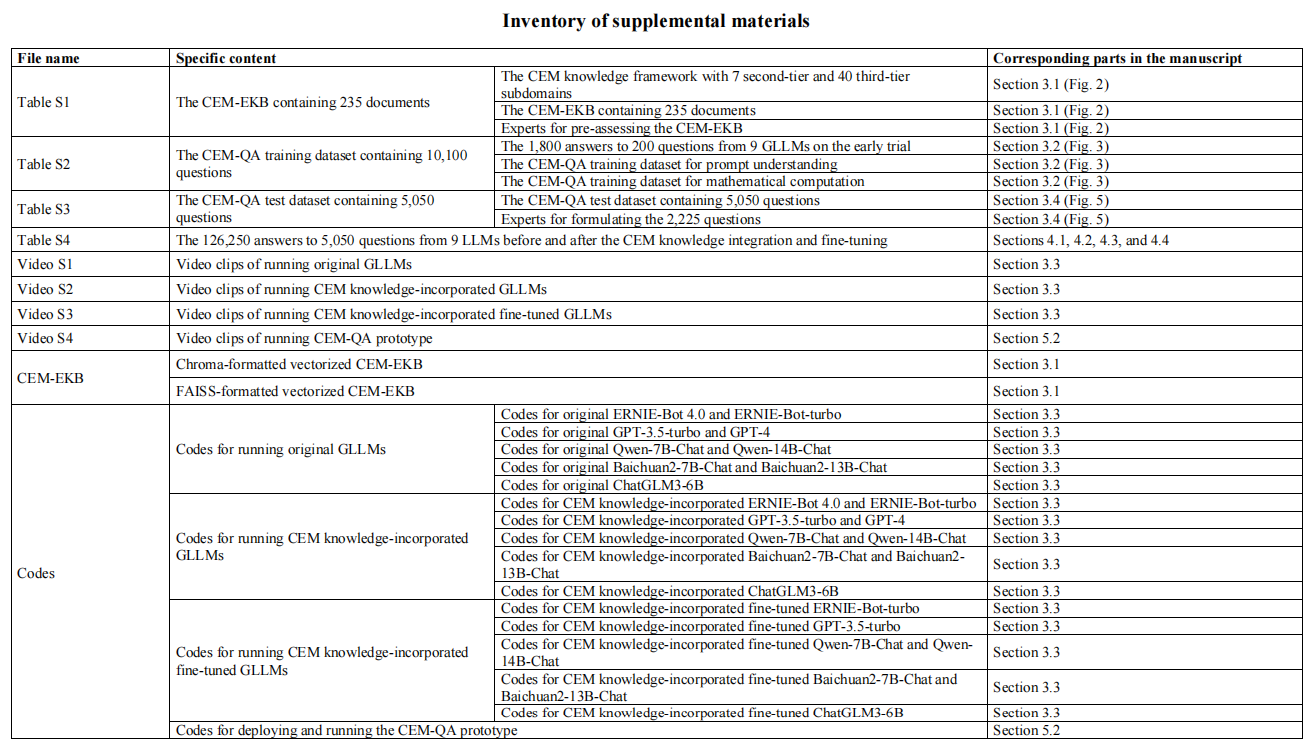 Inventory of supplemental materials
File name
Specific content
Corresponding parts in the manuscript
Table S1
The CEM-EKB containing 235 documents
The CEM knowledge framework with 7 second-tier and 40 third-tier
subdomains
Section 3.1 (Fig. 2)
The CEM-EKB containing 235 documents
Section 3.1 (Fig. 2)
Experts for pre-assessing the CEM-EKB
Section 3.1 (Fig. 2)
Table S2
The CEM-QA training dataset containing 10,100
questions
The 1,800 answers to 200 questions from 9 GLLMs on the early trial
Section 3.2 (Fig. 3)
The CEM-QA training dataset for prompt understanding
Section 3.2 (Fig. 3)
The CEM-QA training dataset for mathematical computation
Section 3.2 (Fig. 3)
Table S3
The CEM-QA test dataset containing 5,050
questions
The CEM-QA test dataset containing 5,050 questions
Section 3.4 (Fig. 5)
Experts for formulating the 2,225 questions
Section 3.4 (Fig. 5)
Table S4
The 126,250 answers to 5,050 questions from 9 LLMs before and after the CEM knowledge integration and fine-tuning
Sections 4.1, 4.2, 4.3, and 4.4
Video S1
Video clips of running original GLLMs
Section 3.3
Video S2
Video clips of running CEM knowledge-incorporated GLLMs
Section 3.3
Video S3
Video clips of running CEM knowledge-incorporated fine-tuned GLLMs
Section 3.3
Video S4
Video clips of running CEM-QA prototype
Section 5.2
CEM-EKB
Chroma-formatted vectorized CEM-EKB
Section 3.1
FAISS-formatted vectorized CEM-EKB
Section 3.1
Codes
Codes for running original GLLMs
Codes for original ERNIE-Bot 4.0 and ERNIE-Bot-turbo
Section 3.3
Codes for original GPT-3.5-turbo and GPT-4
Section 3.3
Codes for original Qwen-7B-Chat and Qwen-14B-Chat
Section 3.3
Codes for original Baichuan2-7B-Chat and Baichuan2-13B-Chat
Section 3.3
Codes for original ChatGLM3-6B
Section 3.3
Codes for running CEM knowledge-incorporated
GLLMs
Codes for CEM knowledge-incorporated ERNIE-Bot 4.0 and ERNIE-Bot-turbo
Section 3.3
Codes for CEM knowledge-incorporated GPT-3.5-turbo and GPT-4
Section 3.3
Codes for CEM knowledge-incorporated Qwen-7B-Chat and Qwen-14B-Chat
Section 3.3
Codes for CEM knowledge-incorporated Baichuan2-7B-Chat and Baichuan2-
13B-Chat
Section 3.3
Codes for CEM knowledge-incorporated ChatGLM3-6B
Section 3.3
Codes for running CEM knowledge-incorporated
fine-tuned GLLMs
Codes for CEM knowledge-incorporated fine-tuned ERNIE-Bot-turbo
Section 3.3
Codes for CEM knowledge-incorporated fine-tuned GPT-3.5-turbo
Section 3.3
Codes for CEM knowledge-incorporated fine-tuned Qwen-7B-Chat and Qwen-
14B-Chat
Section 3.3
Codes for CEM knowledge-incorporated fine-tuned Baichuan2-7B-Chat and
Baichuan2-13B-Chat
Section 3.3
Codes for CEM knowledge-incorporated fine-tuned ChatGLM3-6B
Section 3.3
Codes for deploying and running the CEM-QA prototype
Section 5.2